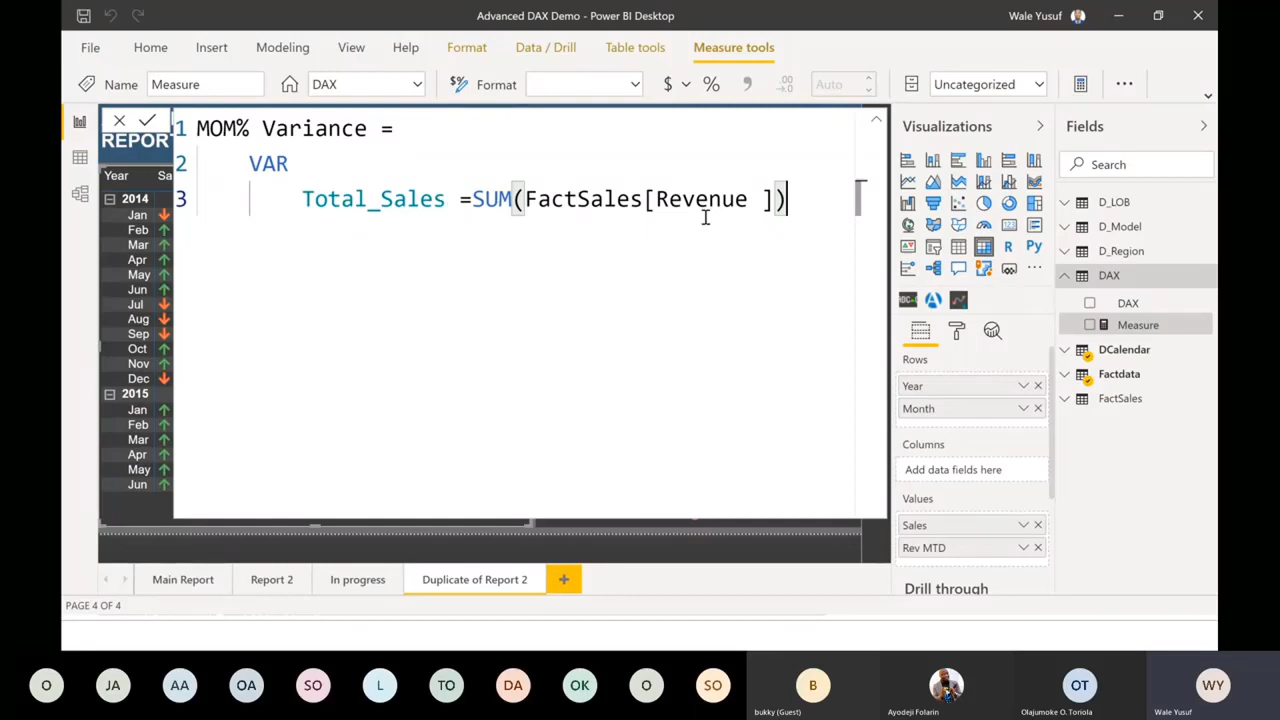 Advanced DAX Demo - Power BI Desktop
Wale Yusuf
File Home Insert Modeling View Help Format Data / Drill Table tools Measure tools
Name Measure DAX Format $ % Auto Uncategorized
1 MOM% Variance =
2 VAR
3 Total_Sales =SUM(FactSales[Revenue ])
REPOR
Year Sa
2014
Jan
Feb
Mar
Apr
May
Jun
Jul
Aug
Sep
Oct
Nov
Dec
2015
Jan
Feb
Mar
Apr
May
Jun
Visualizations
R Py
Rows
Year
Month
Columns
Add data fields here
Values
Sales
Rev MTD
Drill through
Fields
Search
D_LOB
D_Model
D_Region
DAX
DAX
Measure
DCalendar
Factdata
FactSales
Main Report Report 2 In progress Duplicate of Report 2
PAGE 4 OF 4
O JA AA OA SO L TO DA OK O SO B OT WY
bukky (Guest) Ayodeji Folarin Olajumoke O. Toriola Wale Yusuf